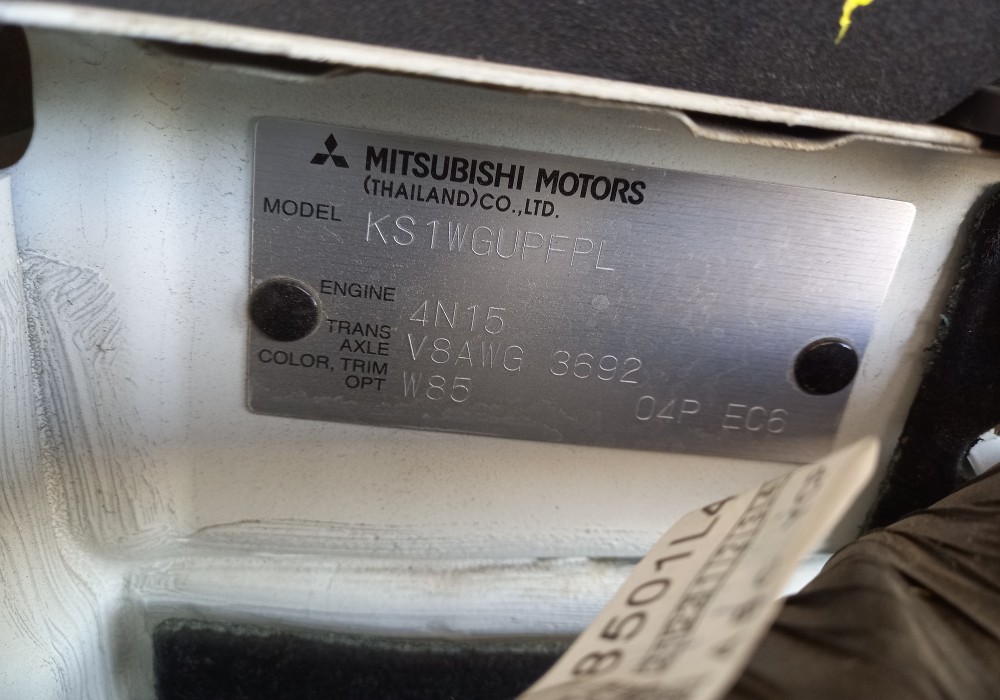 MITSUBISHI MOTORS
(THAILAND)CO.,LTD.
MODEL KS1WGUPFPL
ENGINE 4N15
TRANS
AXLE V8AWG 3692
COLOR, TRIM
OPT W85 04P EC6
8501L4